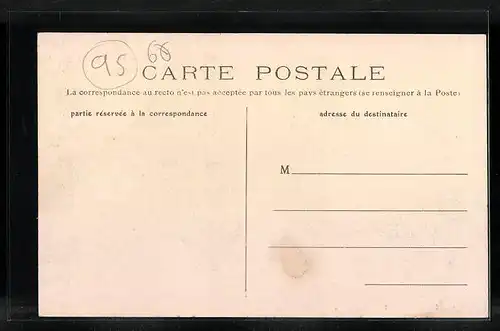 95 68
CARTE POSTALE
La correspondance au recto n'est pas acceptée par tous les pays étrangers (se renseigner à la Poste)
partie réservée à la correspondance
adresse du destinataire
M